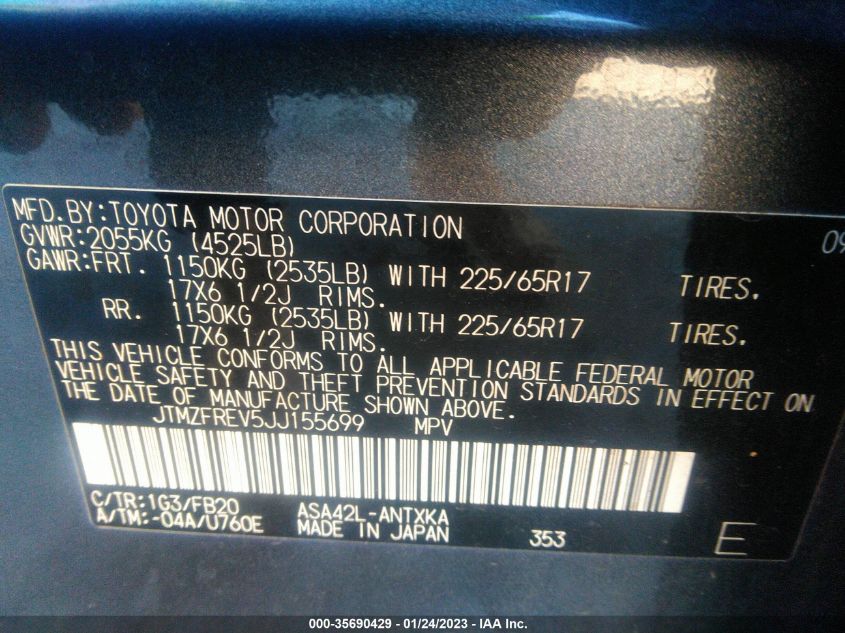 MFD.BY:TOYOTA MOTOR CORPORATION 09
GVWR:2055KG (4525LB)
GAWR:FRT. 1150KG (2535LB) WITH 225/65R17 TIRES.
17X6 1/2J RIMS.
RR. 1150KG (2535LB) WITH 225/65R17 TIRES.
17X6 1/2J RIMS.
THIS VEHICLE CONFORMS TO ALL APPLICABLE FEDERAL MOTOR
VEHICLE SAFETY AND THEFT PREVENTION STANDARDS IN EFFECT ON
THE DATE OF MANUFACTURE SHOWN ABOVE.
JTMZFREV5JJ155699 MPV
C/TR:1G3/FB20 ASA42L-ANTXKA
A/TM:-04A/U760E MADE IN JAPAN 353 E
000-35690429 - 01/24/2023 - IAA Inc.